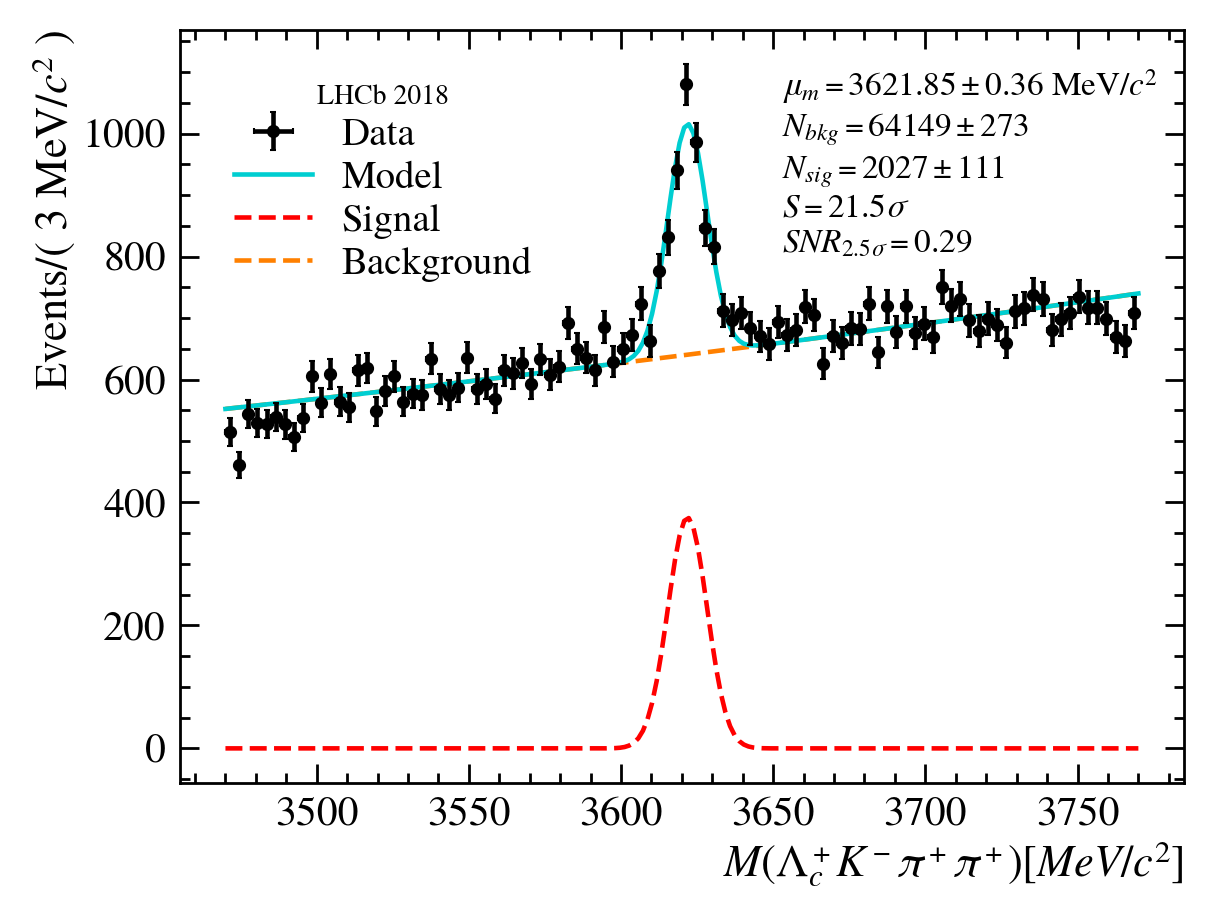 Events/( 3 MeV/c² )
1000
800
600
400
200
0
LHCb 2018
Data
Model
Signal
Background
μ_m = 3621.85 ± 0.36 MeV/c²
N_bkg = 64149 ± 273
N_sig = 2027 ± 111
S = 21.5σ
SNR_2.5σ = 0.29
3500 3550 3600 3650 3700 3750
M(Λ_c⁺K⁻π⁺π⁺)[MeV/c²]